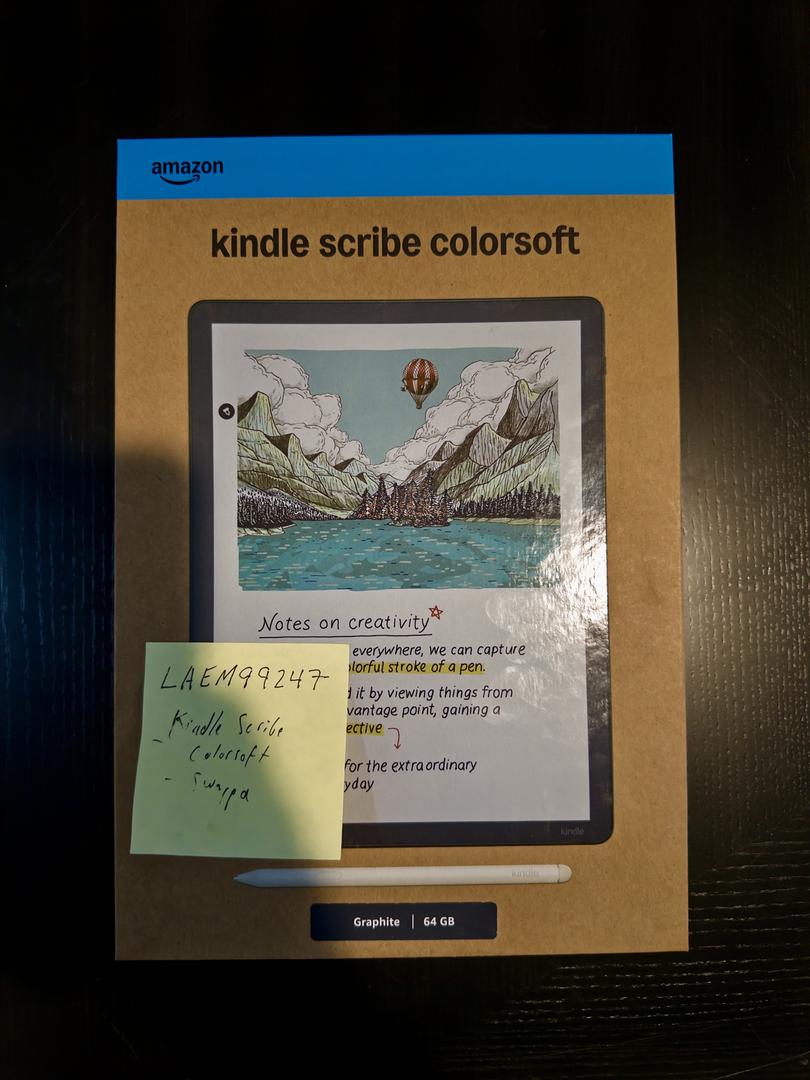 amazon
kindle scribe colorsoft
Notes on creativity
everywhere, we can capture
olorful stroke of a pen.
d it by viewing things from
vantage point, gaining a
ective
for the extraordinary
yday
kindle
LAEM99247
- Kindle Scribe
Colorsoft
- Swappa
kindle
Graphite | 64 GB